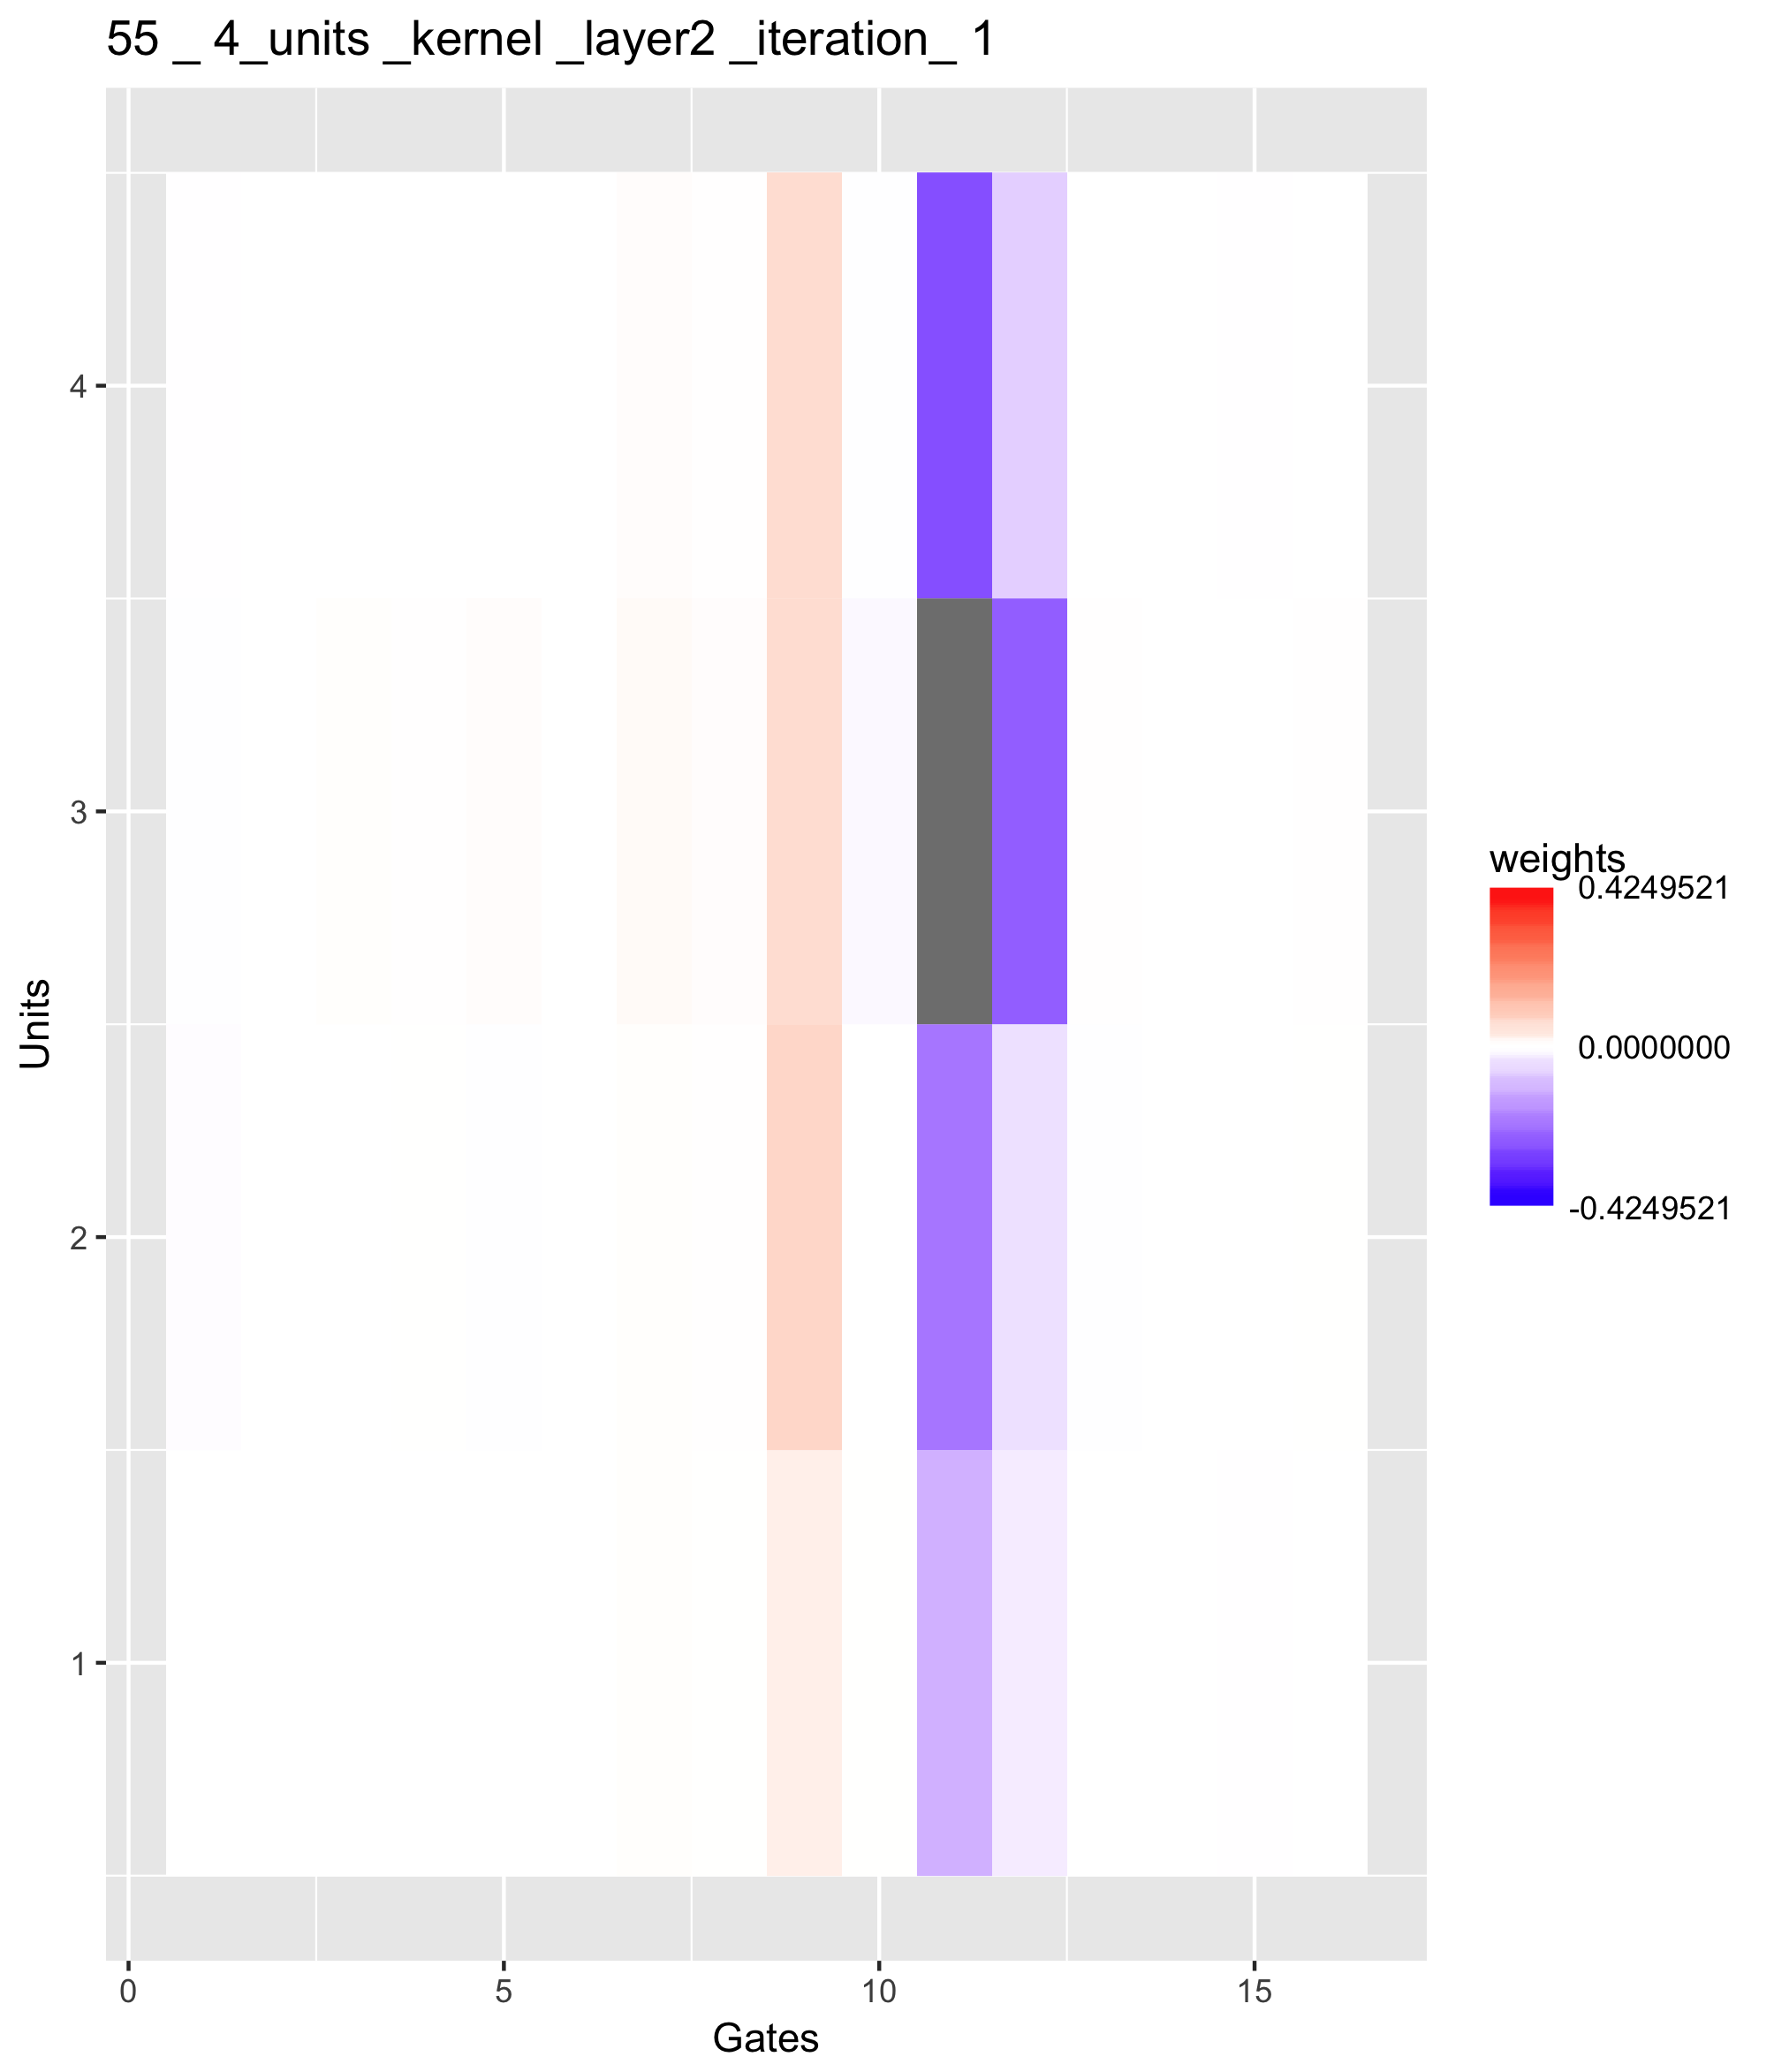 55 _ 4_units _kernel _layer2 _iteration_ 1
4
3
2
1
Units
0 5 10 15
Gates
weights
0.4249521
0.0000000
-0.4249521